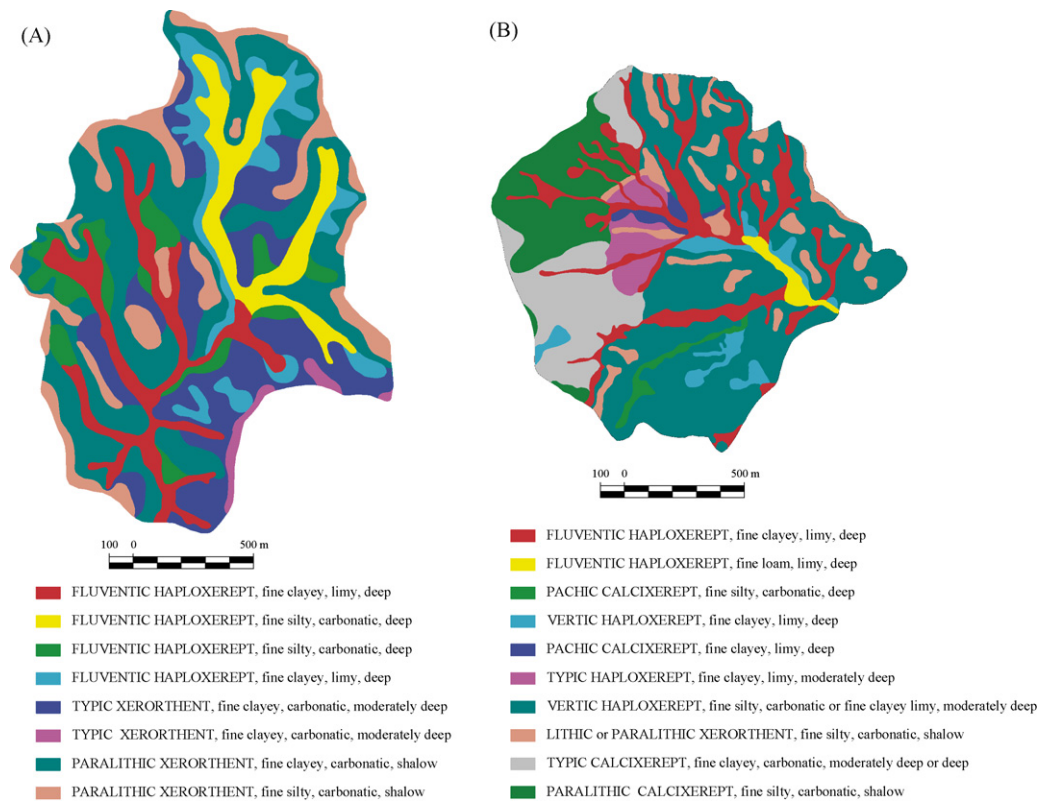 (A)
100 0 500 m
FLUVENTIC HAPLOXEREPT, fine clayey, limy, deep
FLUVENTIC HAPLOXEREPT, fine silty, carbonatic, deep
FLUVENTIC HAPLOXEREPT, fine silty, carbonatic, deep
FLUVENTIC HAPLOXEREPT, fine clayey, limy, deep
TYPIC XERORTHENT, fine clayey, carbonatic, moderately deep
TYPIC XERORTHENT, fine clayey, carbonatic, moderately deep
PARALITHIC XERORTHENT, fine clayey, carbonatic, shalow
PARALITHIC XERORTHENT, fine silty, carbonatic, shalow
(B)
100 0 500 m
FLUVENTIC HAPLOXEREPT, fine clayey, limy, deep
FLUVENTIC HAPLOXEREPT, fine loam, limy, deep
PACHIC CALCIXEREPT, fine silty, carbonatic, deep
VERTIC HAPLOXEREPT, fine clayey, limy, deep
PACHIC CALCIXEREPT, fine clayey, limy, deep
TYPIC HAPLOXEREPT, fine clayey, limy, moderately deep
VERTIC HAPLOXEREPT, fine silty, carbonatic or fine clayey limy, moderately deep
LITHIC or PARALITHIC XERORTHENT, fine silty, carbonatic, shalow
TYPIC CALCIXEREPT, fine clayey, carbonatic, moderately deep or deep
PARALITHIC CALCIXEREPT, fine silty, carbonatic, shalow